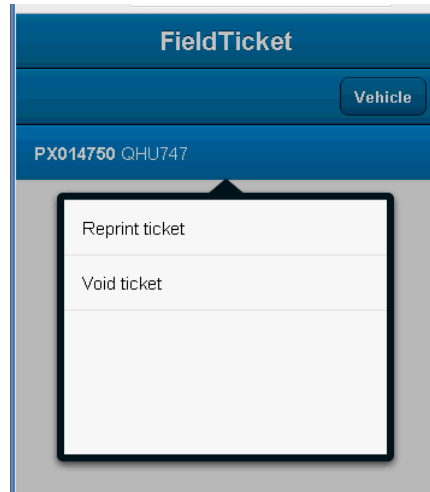 FieldTicket
Vehicle
PX014750 QHU747
Reprint ticket
Void ticket